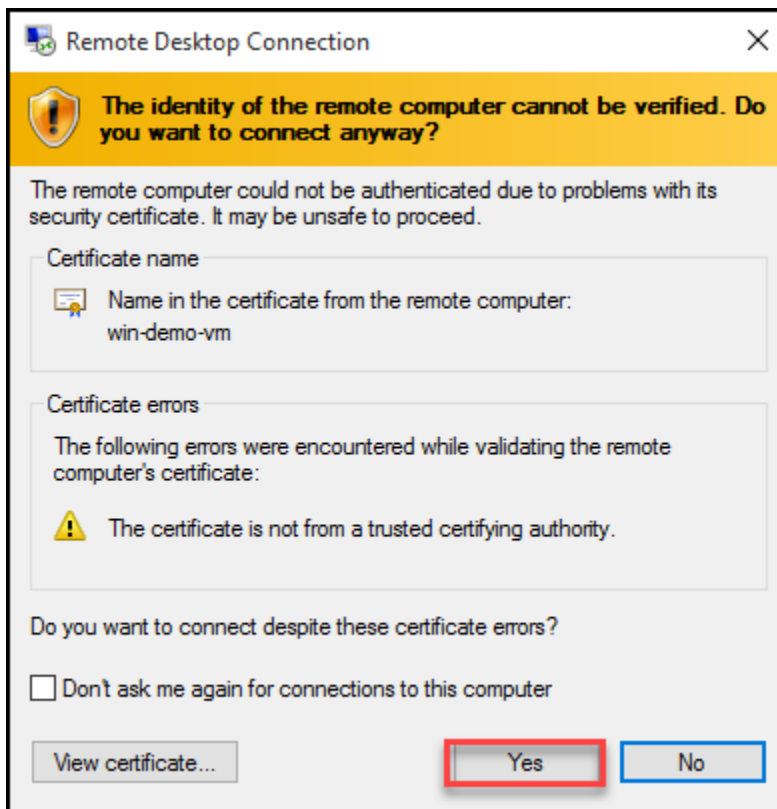 Remote Desktop Connection
The identity of the remote computer cannot be verified. Do
you want to connect anyway?
The remote computer could not be authenticated due to problems with its
security certificate. It may be unsafe to proceed.
Certificate name
Name in the certificate from the remote computer:
win-demo-vm
Certificate errors
The following errors were encountered while validating the remote
computer's certificate:
The certificate is not from a trusted certifying authority.
Do you want to connect despite these certificate errors?
Don't ask me again for connections to this computer
View certificate...
Yes
No